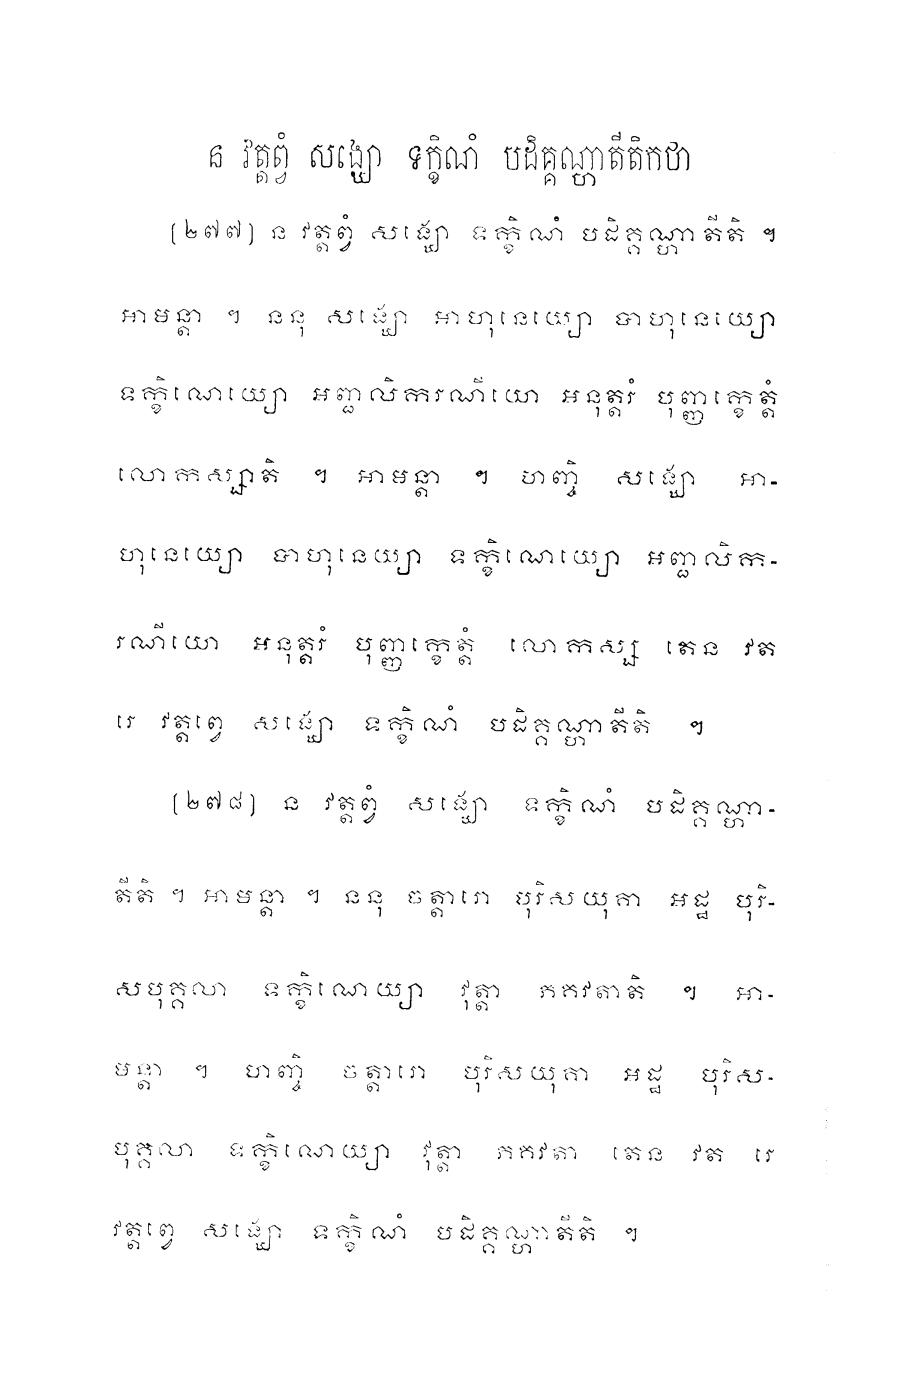 ន វត្តព្វំ សង្ឃោ ទក្ខិណំ បដិគ្គណ្ហាតីតិកថា
(២៧៧) ន វត្តព្វំ សង្ឃោ ទក្ខិណំ បដិគ្គណ្ហាតីតិ ។
អាមន្តា ។ ននុ សង្ឃោ អាហុនេយ្យោ បាហុនេយ្យោ
ទក្ខិណេយ្យោ អញ្ជលិករណីយោ អនុត្តរំ បុញ្ញក្ខេត្តំ
លោកស្សាតិ ។ អាមន្តា ។ ហញ្ចិ សង្ឃោ អា-
ហុនេយ្យោ បាហុនេយ្យោ ទក្ខិណេយ្យោ អញ្ជលិក-
រណីយោ អនុត្តរំ បុញ្ញក្ខេត្តំ លោកស្ស តេន វត
រេ វត្តព្វេ សង្ឃោ ទក្ខិណំ បដិគ្គណ្ហាតីតិ ។
(២៧៨) ន វត្តព្វំ សង្ឃោ ទក្ខិណំ បដិគ្គណ្ហា-
តីតិ ។ អាមន្តា ។ ននុ ចត្តារោ បុរិសយុគា អដ្ឋ បុរិ-
សបុគ្គលា ទក្ខិណេយ្យា វុត្តា ភគវតាតិ ។ អា-
មន្តា ។ ហញ្ចិ ចត្តារោ បុរិសយុគា អដ្ឋ បុរិស-
បុគ្គលា ទក្ខិណេយ្យា វុត្តា ភគវតា តេន វត រេ
វត្តព្វេ សង្ឃោ ទក្ខិណំ បដិគ្គណ្ហាតីតិ ។